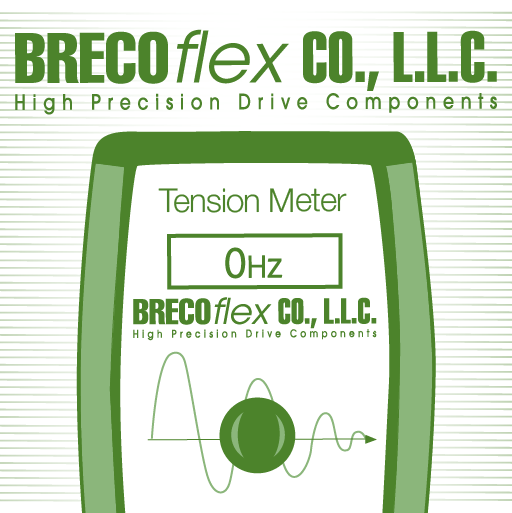 BRECOflex CO., L.L.C.
High Precision Drive Components
Tension Meter
0Hz
BRECOflex CO., L.L.C.
High Precision Drive Components